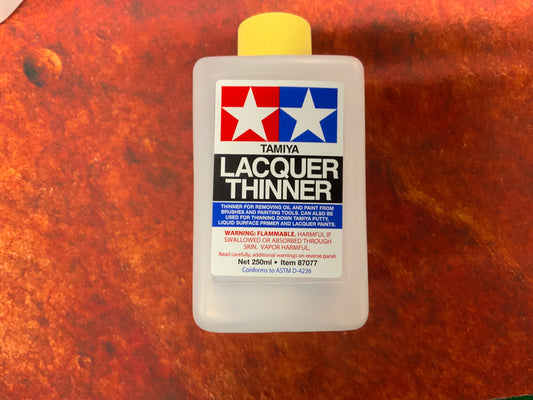 TAMIYA
LACQUER
THINNER
THINNER FOR REMOVING OIL AND PAINT FROM
BRUSHES AND PAINTING TOOLS. CAN ALSO BE
USED FOR THINNING DOWN TAMIYA PUTTY,
LIQUID SURFACE PRIMER AND LACQUER PAINTS.
WARNING: FLAMMABLE. HARMFUL IF
SWALLOWED OR ABSORBED THROUGH
SKIN. VAPOR HARMFUL.
Read carefully, additional warnings on reverse panel.
Net 250ml • Item 87077
Conforms to ASTM D-4236